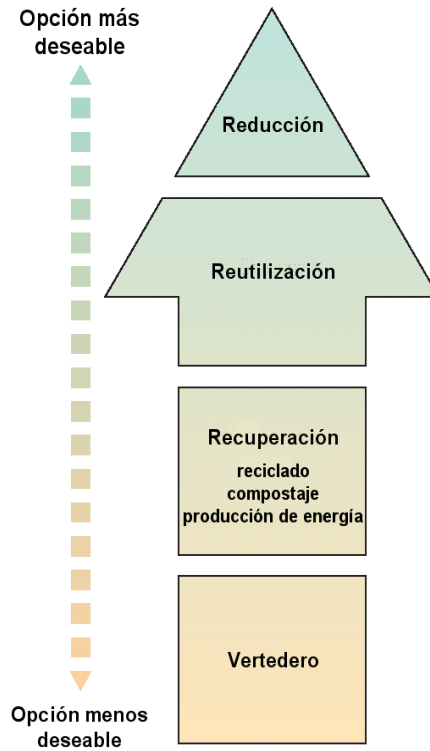 Opción más
deseable
Reducción
Reutilización
Recuperación
reciclado
compostaje
producción de energía
Vertedero
Opción menos
deseable